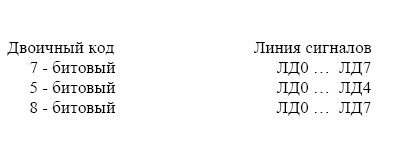 Двоичный код Линия сигналов
7 - битовый ЛД0 … ЛД7
5 - битовый ЛД0 … ЛД4
8 - битовый ЛД0 … ЛД7